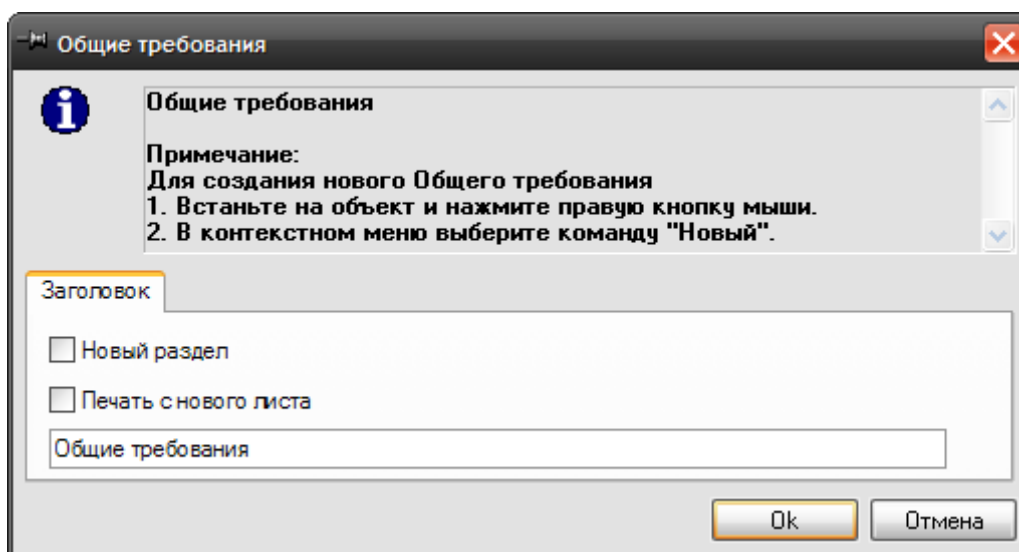 Общие требования
Общие требования
Примечание:
Для создания нового Общего требования
1. Встаньте на объект и нажмите правую кнопку мыши.
2. В контекстном меню выберите команду "Новый".
Заголовок
Новый раздел
Печать с нового листа
Общие требования
Ok
Отмена